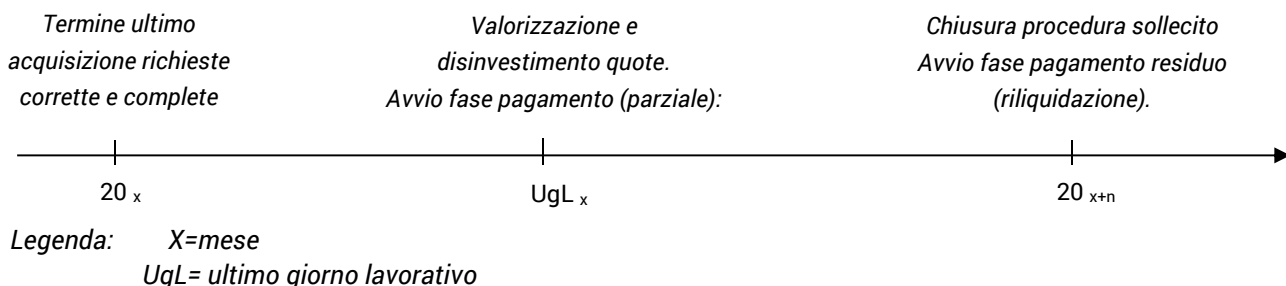 Termine ultimo
acquisizione richieste
corrette e complete
Valorizzazione e
disinvestimento quote.
Avvio fase pagamento (parziale):
Chiusura procedura sollecito
Avvio fase pagamento residuo
(riliquidazione).
20 x
UgL x
20 x+n
Legenda: X=mese
UgL= ultimo giorno lavorativo